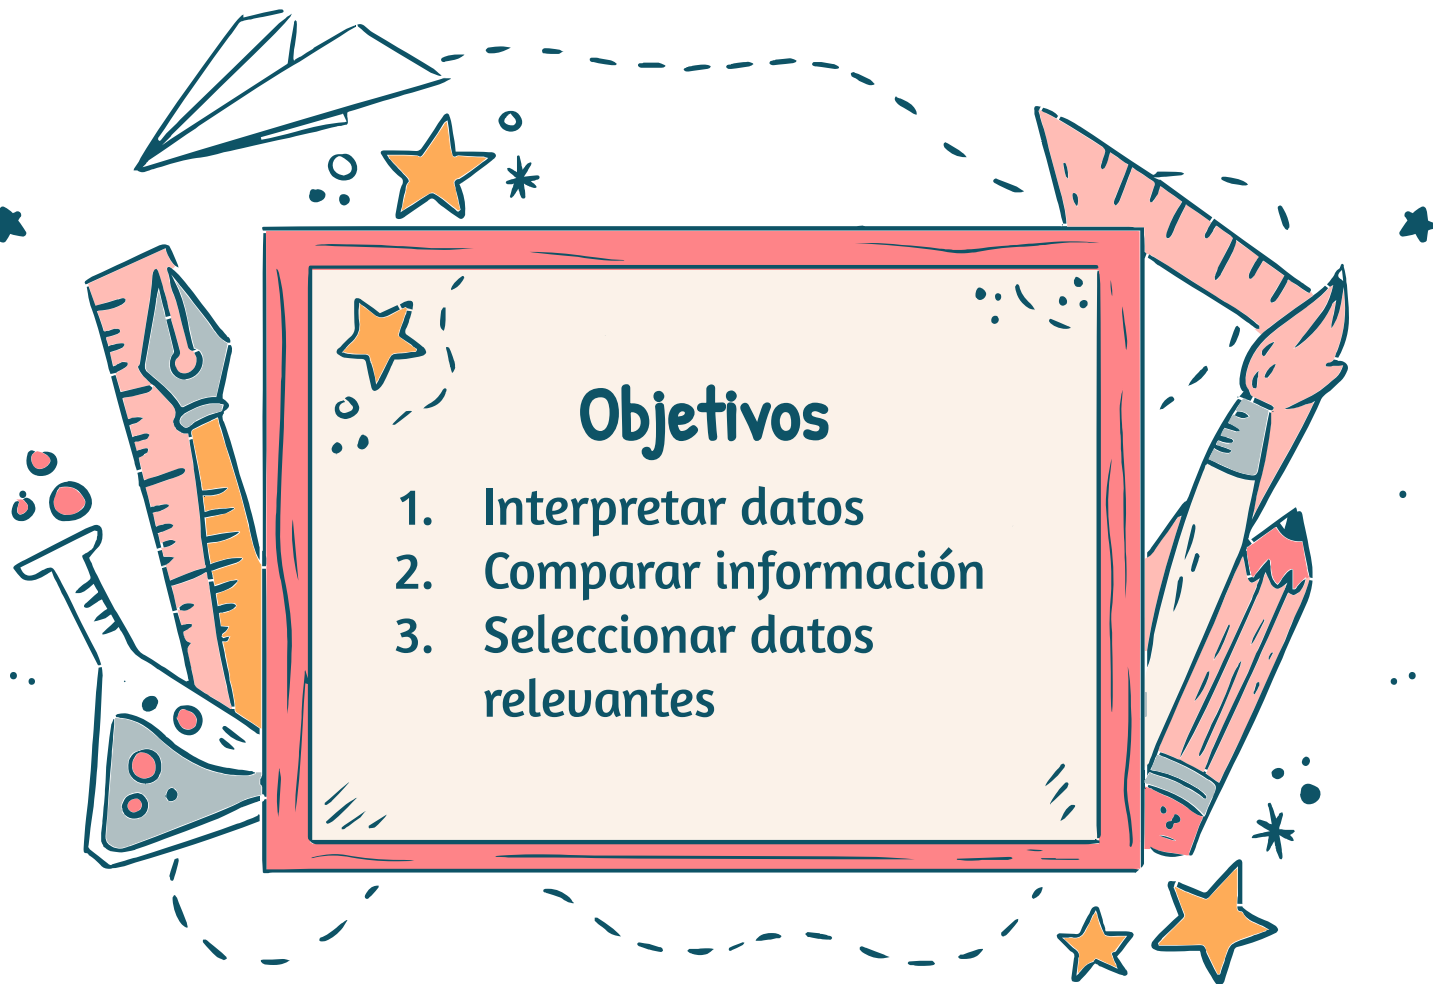 Objetivos
1. Interpretar datos
2. Comparar información
3. Seleccionar datos
relevantes